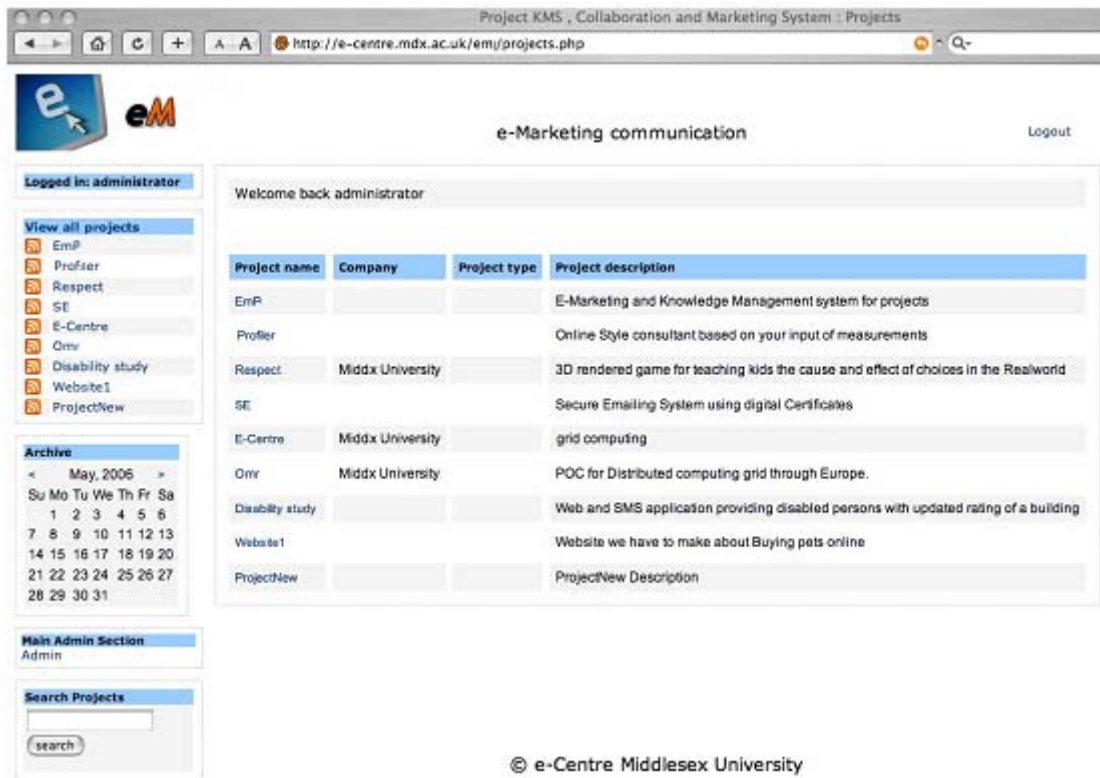 Project KMS , Collaboration and Marketing System : Projects
A A http://e-centre.mdx.ac.uk/emj/projects.php Q-
e eM
e-Marketing communication Logout
Logged in: administrator
Welcome back administrator
View all projects
EmP
Profiler
Respect
SE
E-Centre
Omr
Disability study
Website1
ProjectNew
Project name Company Project type Project description
EmP E-Marketing and Knowledge Management system for projects
Profiler Online Style consultant based on your input of measurements
Respect Middx University 3D rendered game for teaching kids the cause and effect of choices in the Realworld
SE Secure Emailing System using digital Certificates
E-Centre Middx University grid computing
Omr Middx University POC for Distributed computing grid through Europe.
Disability study Web and SMS application providing disabled persons with updated rating of a building
Website1 Website we have to make about Buying pets online
ProjectNew ProjectNew Description
Archive
« May, 2006 »
Su Mo Tu We Th Fr Sa
1 2 3 4 5 6
7 8 9 10 11 12 13
14 15 16 17 18 19 20
21 22 23 24 25 26 27
28 29 30 31
Main Admin Section
Admin
Search Projects
search
© e-Centre Middlesex University